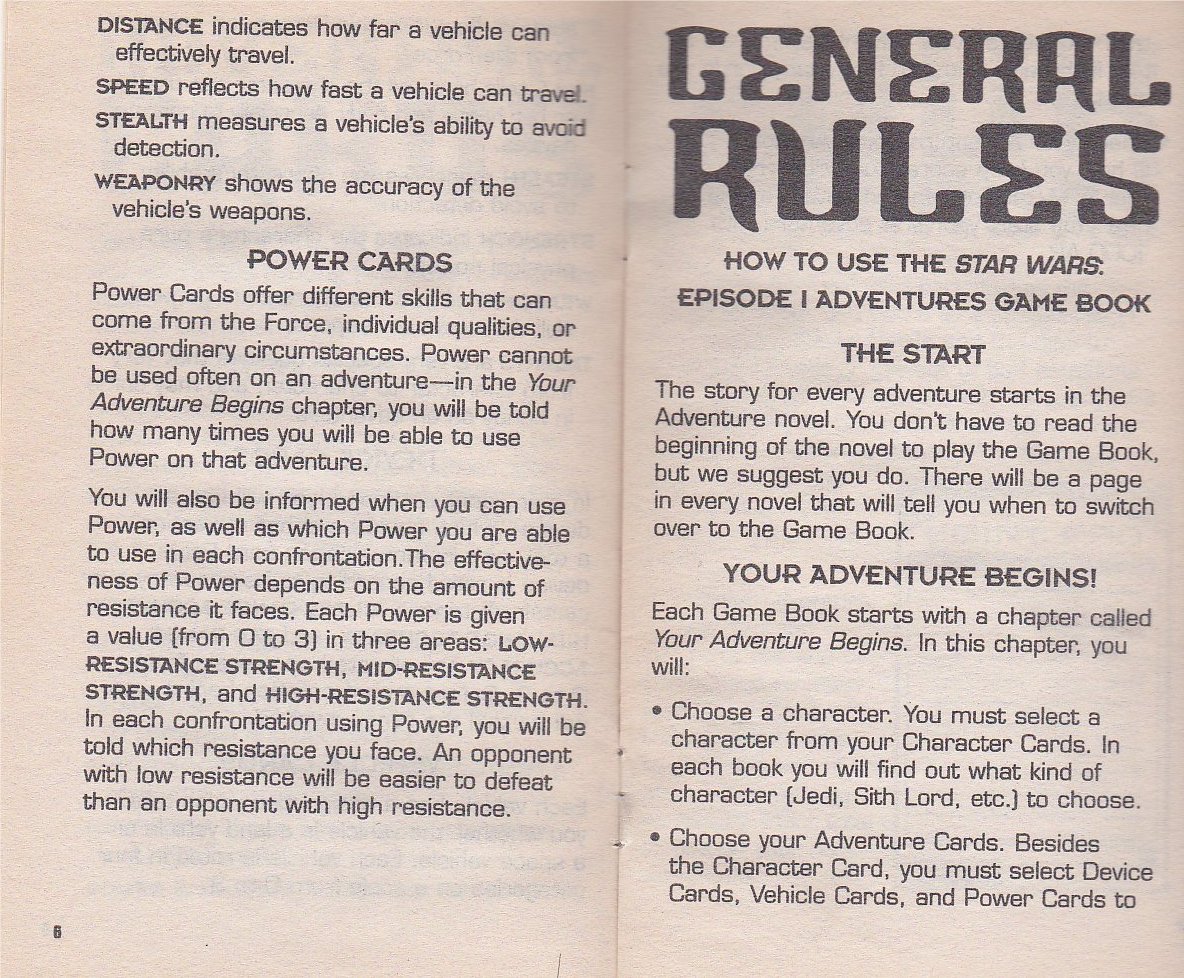 DISTANCE indicates how far a vehicle can
effectively travel.
SPEED reflects how fast a vehicle can travel.
STEALTH measures a vehicle's ability to avoid
detection.
WEAPONRY shows the accuracy of the
vehicle's weapons.
POWER CARDS
Power Cards offer different skills that can
come from the Force, individual qualities, or
extraordinary circumstances. Power cannot
be used often on an adventure—in the Your
Adventure Begins chapter, you will be told
how many times you will be able to use
Power on that adventure.
You will also be informed when you can use
Power, as well as which Power you are able
to use in each confrontation.The effective-
ness of Power depends on the amount of
resistance it faces. Each Power is given
a value (from 0 to 3) in three areas: LOW-
RESISTANCE STRENGTH, MID-RESISTANCE
STRENGTH, and HIGH-RESISTANCE STRENGTH.
In each confrontation using Power, you will be
told which resistance you face. An opponent
with low resistance will be easier to defeat
than an opponent with high resistance.
6
GENERAL
RULES
HOW TO USE THE STAR WARS:
EPISODE I ADVENTURES GAME BOOK
THE START
The story for every adventure starts in the
Adventure novel. You don't have to read the
beginning of the novel to play the Game Book,
but we suggest you do. There will be a page
in every novel that will tell you when to switch
over to the Game Book.
YOUR ADVENTURE BEGINS!
Each Game Book starts with a chapter called
Your Adventure Begins. In this chapter, you
will:
• Choose a character. You must select a
character from your Character Cards. In
each book you will find out what kind of
character (Jedi, Sith Lord, etc.) to choose.
• Choose your Adventure Cards. Besides
the Character Card, you must select Device
Cards, Vehicle Cards, and Power Cards to